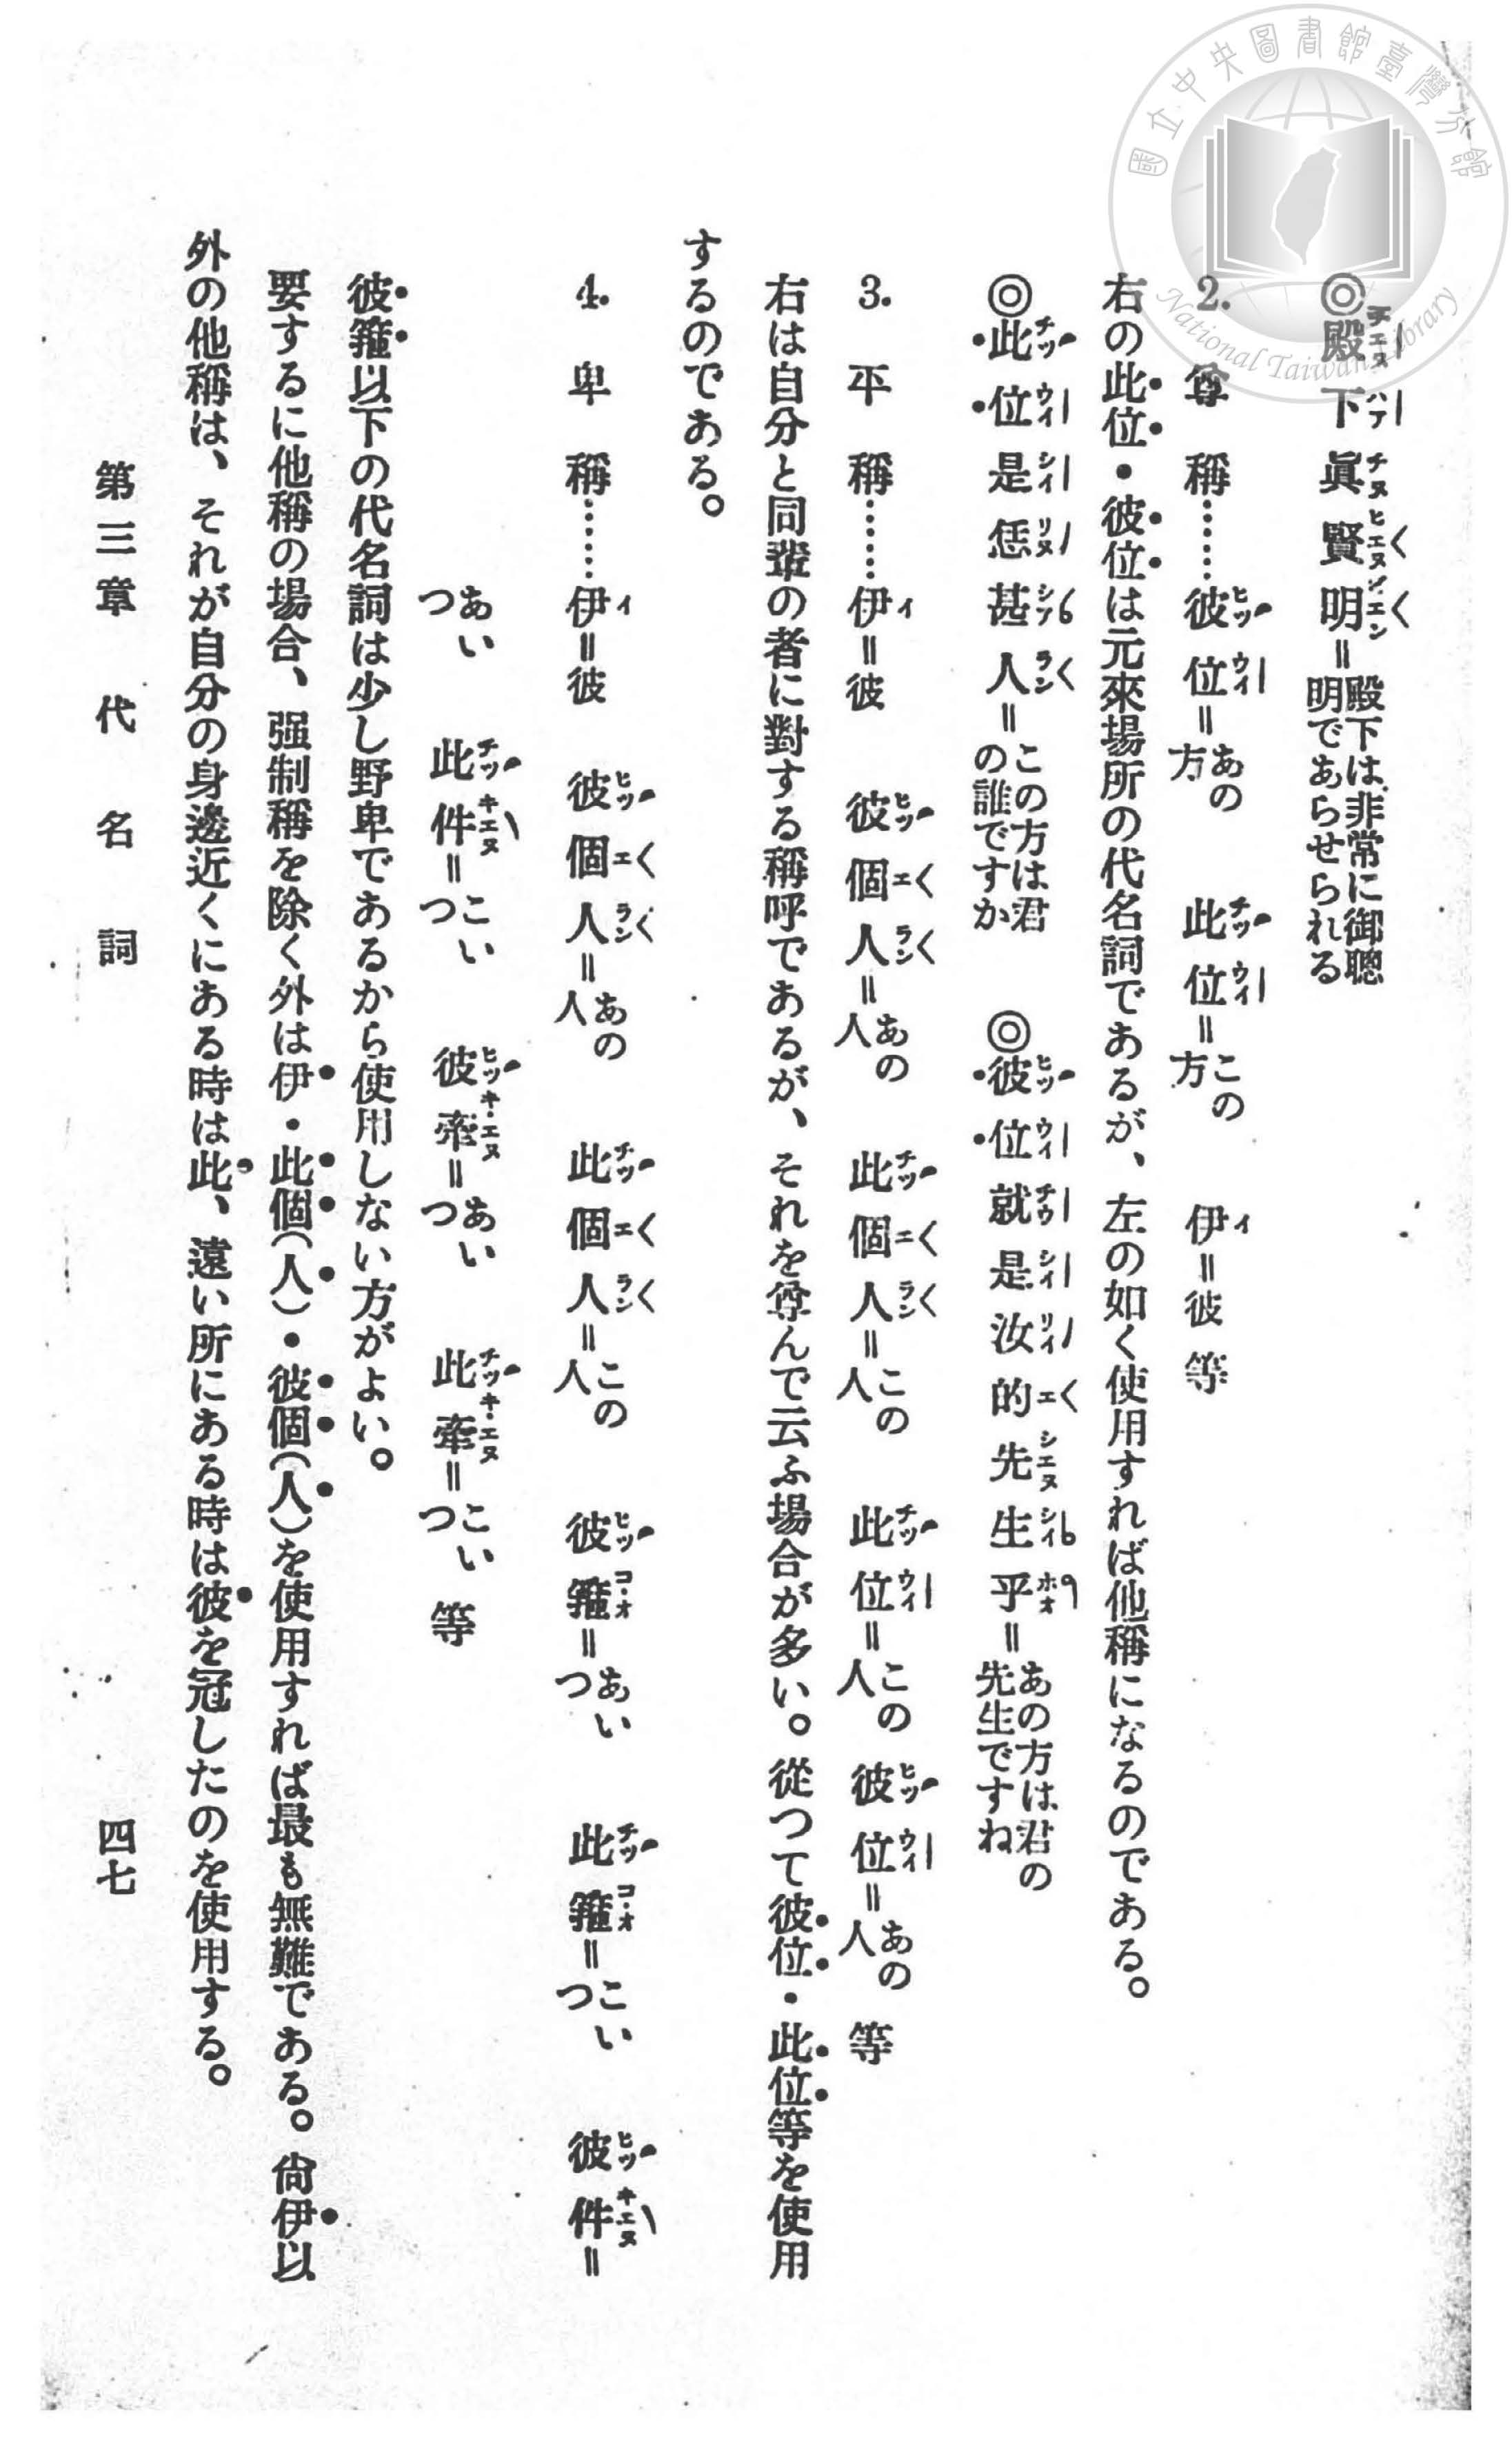 ◎殿下眞賢明＝殿下は非常に御聰明であらせられる
2. 尊稱……彼位＝あの方 此位＝この方 伊＝彼 等
右の此位・彼位は元來場所の代名詞であるが、左の如く使用すれば他稱になるのである。
◎此位是恁甚人＝この方は君の誰ですか ◎彼位就是汝的先生乎＝あの方は君の先生ですね
3. 平稱……伊＝彼 彼個人＝あの人 此個人＝この人 此位＝この人 彼位＝あの人 等
右は自分と同輩の者に對する稱呼であるが、それを尊んで云ふ場合が多い。從つて彼位・此位等を使用
するのである。
4. 卑稱……伊＝彼 彼個人＝あの人 此個人＝この人 彼箍＝あいつ 此箍＝こいつ 彼件＝
あいつ 此件＝こいつ 彼牽＝あいつ 此牽＝こいつ 等
彼箍以下の代名詞は少し野卑であるから使用しない方がよい。
要するに他稱の場合、强制稱を除く外は伊・此個（人）・彼個（人）を使用すれば最も無難である。尙伊以
外の他稱は、それが自分の身邊近くにある時は此、遠い所にある時は彼を冠したのを使用する。
第三章 代名詞 四七
國立中央圖書館臺灣分館
National Taiwan Library